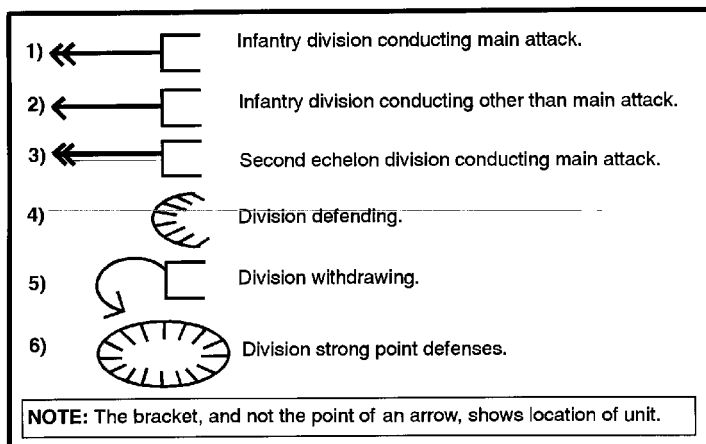 1) Infantry division conducting main attack.
2) Infantry division conducting other than main attack.
3) Second echelon division conducting main attack.
4) Division defending.
5) Division withdrawing.
6) Division strong point defenses.
NOTE: The bracket, and not the point of an arrow, shows location of unit.